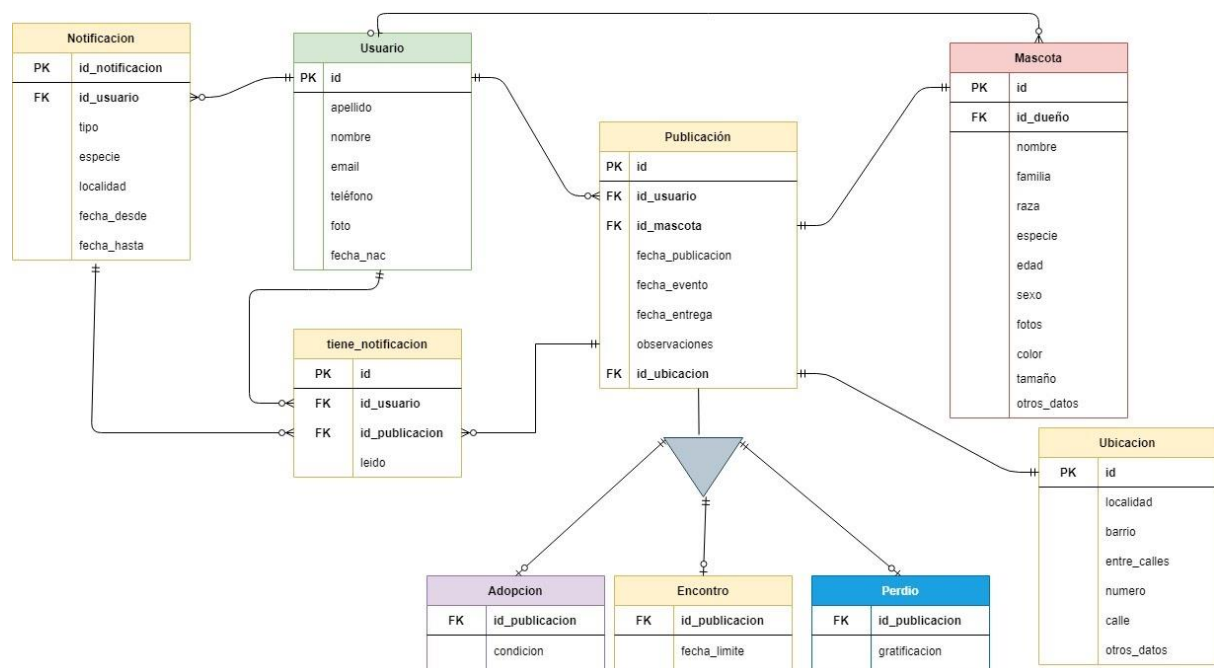 Notificacion
PK id_notificacion
FK id_usuario
tipo
especie
localidad
fecha_desde
fecha_hasta
Usuario
PK id
apellido
nombre
email
teléfono
foto
fecha_nac
tiene_notificacion
PK id
FK id_usuario
FK id_publicacion
leido
Publicación
PK id
FK id_usuario
FK id_mascota
fecha_publicacion
fecha_evento
fecha_entrega
observaciones
FK id_ubicacion
Mascota
PK id
FK id_dueño
nombre
familia
raza
especie
edad
sexo
fotos
color
tamaño
otros_datos
Ubicacion
PK id
localidad
barrio
entre_calles
numero
calle
otros_datos
Adopcion
FK id_publicacion
condicion
Encontro
FK id_publicacion
fecha_limite
Perdio
FK id_publicacion
gratificacion